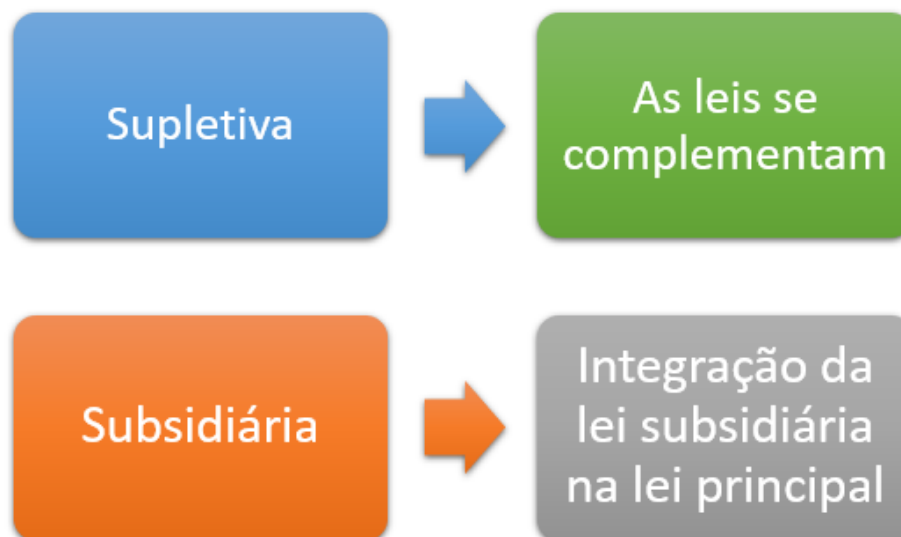 Supletiva
As leis se
complementam
Subsidiária
Integração da
lei subsidiária
na lei principal